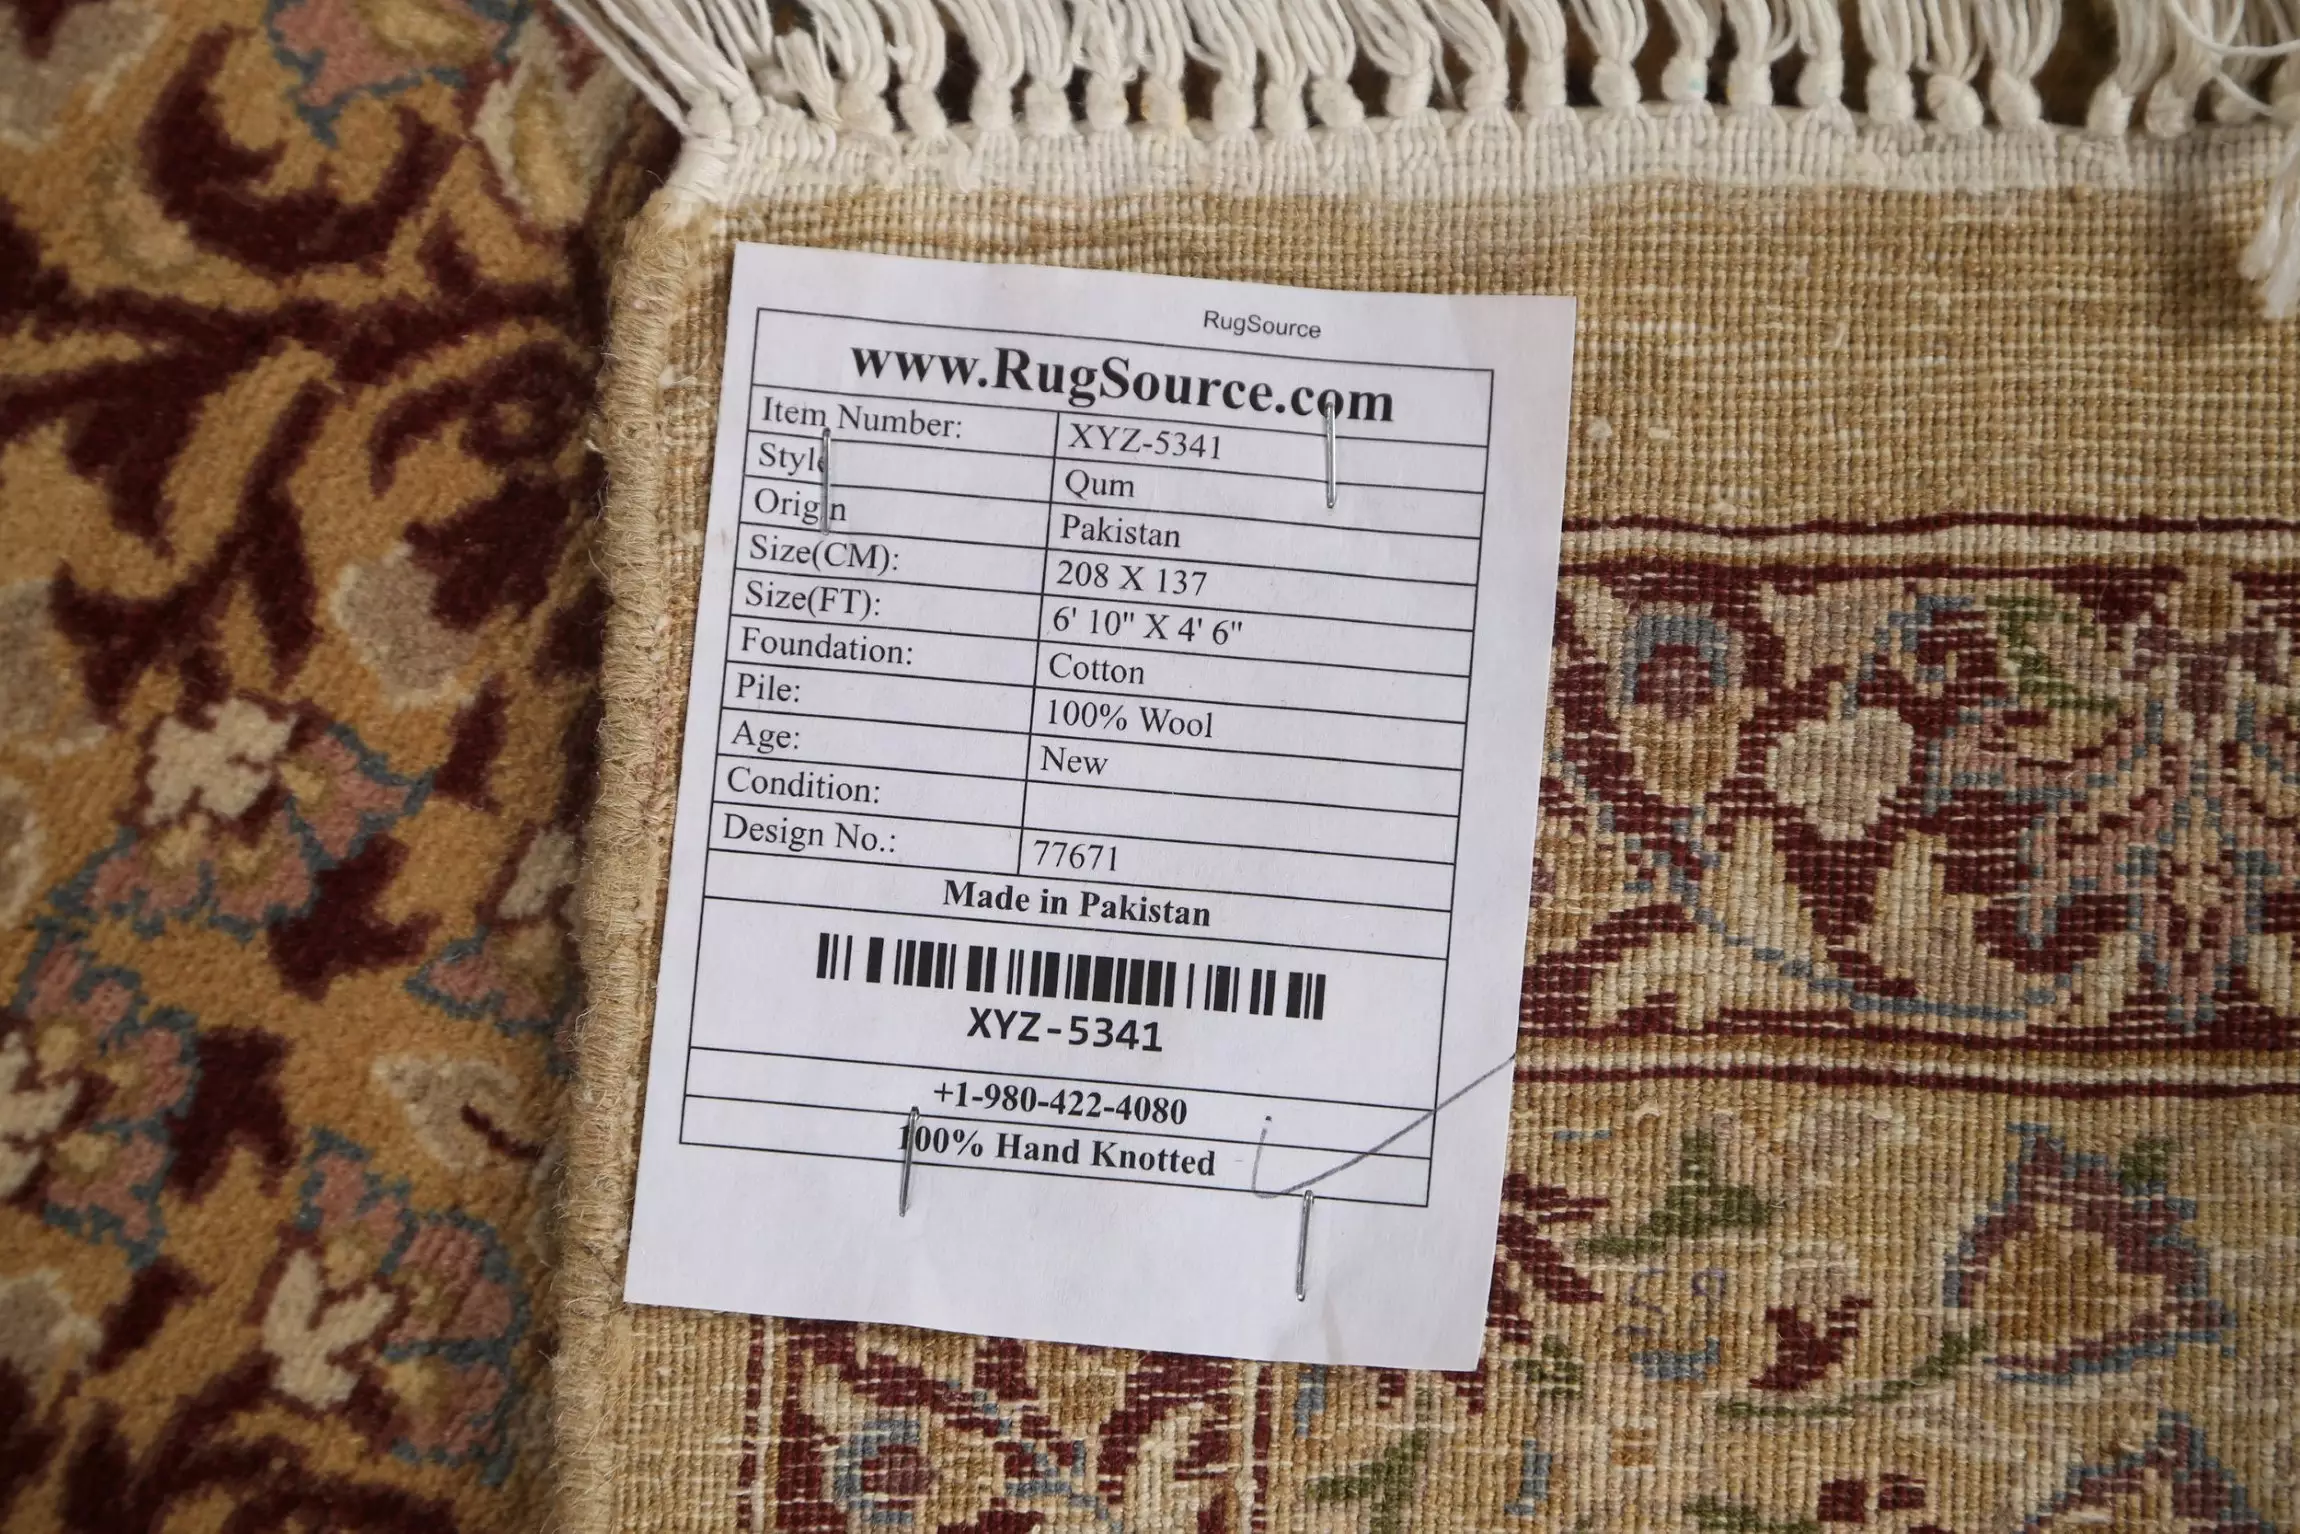 RugSource
www.RugSource.com
Item Number: XYZ-5341
Style Qum
Origin Pakistan
Size(CM): 208 X 137
Size(FT): 6' 10" X 4' 6"
Foundation: Cotton
Pile: 100% Wool
Age: New
Condition:
Design No.: 77671
Made in Pakistan
XYZ-5341
+1-980-422-4080
100% Hand Knotted